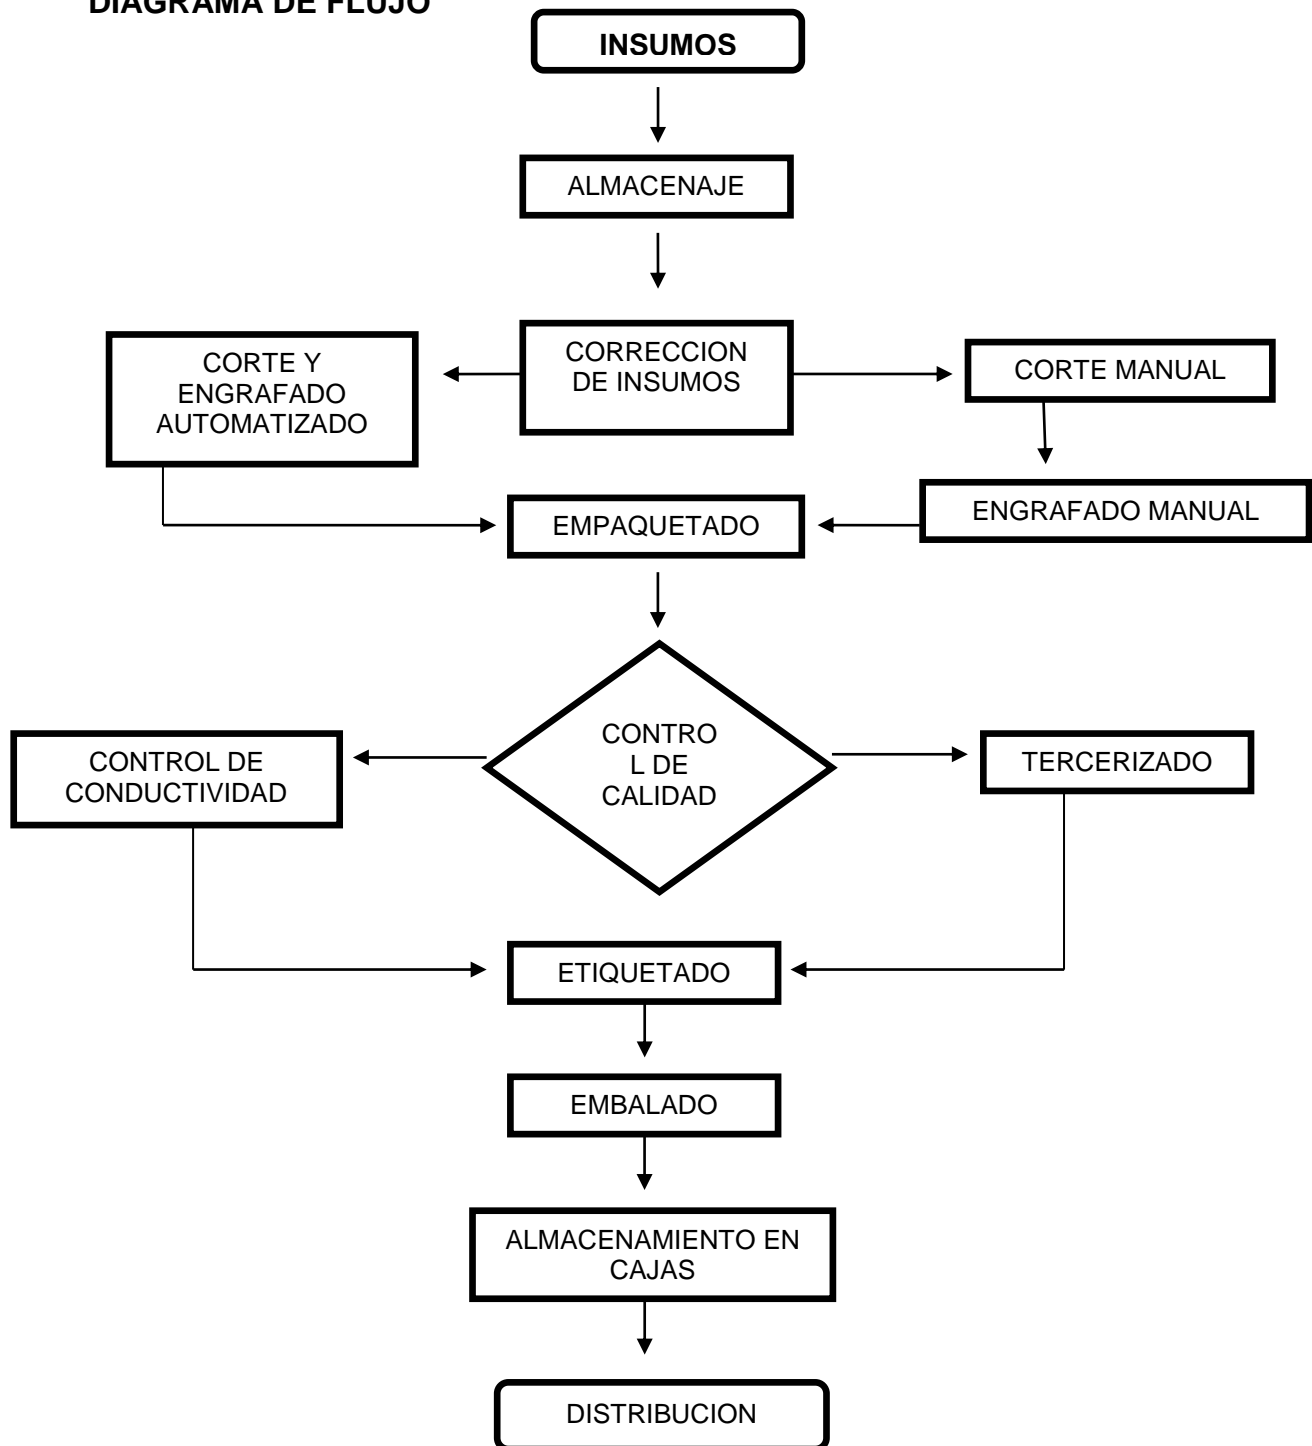 DIAGRAMA DE FLUJO
INSUMOS
ALMACENAJE
CORTE Y
ENGRAFADO
AUTOMATIZADO
CORRECCION
DE INSUMOS
CORTE MANUAL
ENGRAFADO MANUAL
EMPAQUETADO
CONTRO
L DE
CALIDAD
CONTROL DE
CONDUCTIVIDAD
TERCERIZADO
ETIQUETADO
EMBALADO
ALMACENAMIENTO EN
CAJAS
DISTRIBUCION